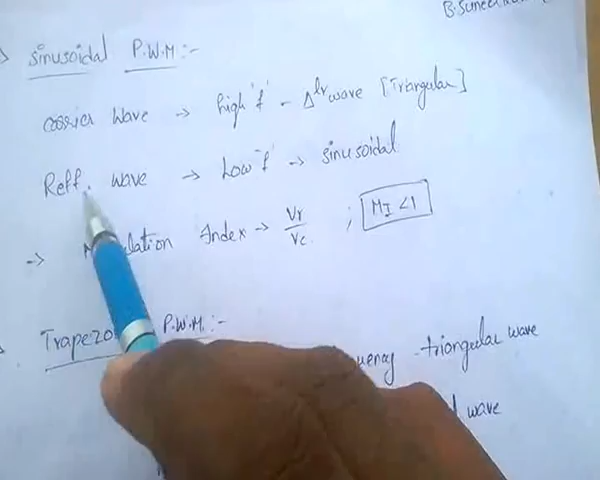 B.Sunee
sinusoidal P.W.M:-
carrier Wave → high 'f' - Δlr wave [Triangular]
Reff. wave → Low 'f' → sinusoidal
→ lation Index → Vr/Vc ; MI <1
Trapezo P.W.M.:-
uency triangular wave
wave